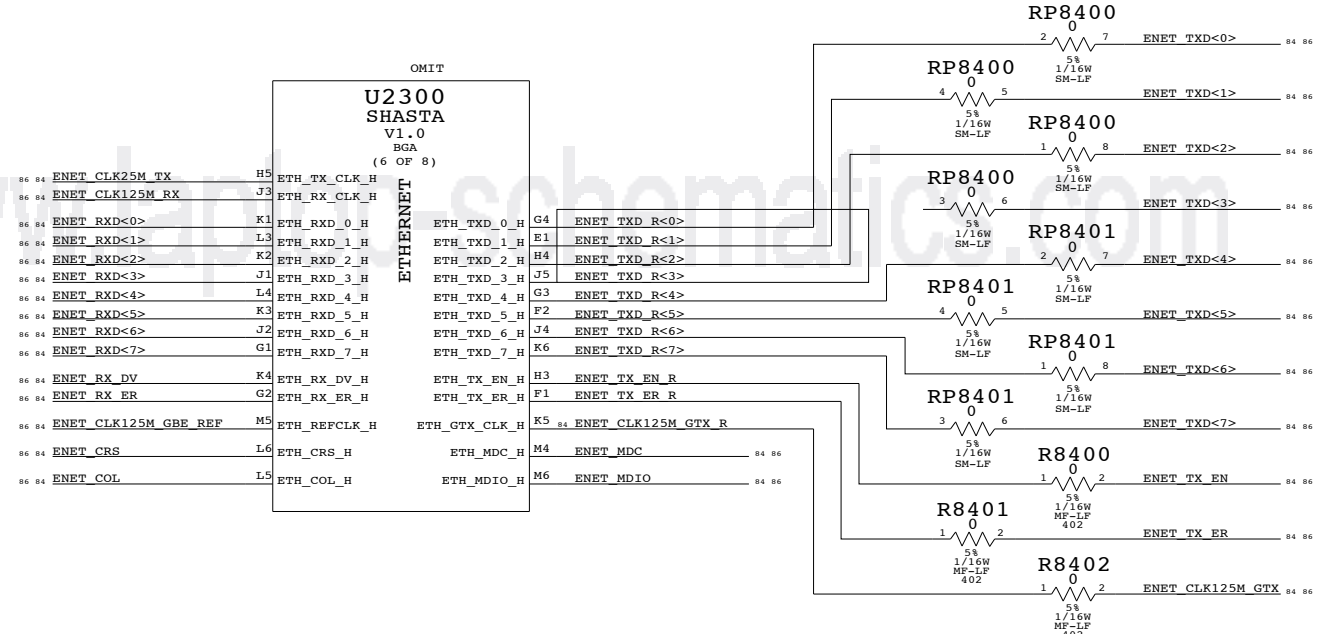 RP8400
0
2 7 ENET_TXD<0> 84 86
5%
1/16W
SM-LF
RP8400
0
4 5 ENET_TXD<1> 84 86
5%
1/16W
SM-LF
RP8400
0
1 8 ENET_TXD<2> 84 86
5%
1/16W
SM-LF
RP8400
0
3 6 ENET_TXD<3> 84 86
5%
1/16W
SM-LF
RP8401
0
2 7 ENET_TXD<4> 84 86
5%
1/16W
SM-LF
RP8401
0
4 5 ENET_TXD<5> 84 86
5%
1/16W
SM-LF
RP8401
0
1 8 ENET_TXD<6> 84 86
5%
1/16W
SM-LF
RP8401
0
3 6 ENET_TXD<7> 84 86
5%
1/16W
SM-LF
R8400
0
1 2 ENET_TX_EN 84 86
5%
1/16W
MF-LF
402
R8401
0
1 2 ENET_TX_ER 84 86
5%
1/16W
MF-LF
402
R8402
0
1 2 ENET_CLK125M_GTX 84 86
5%
1/16W
MF-LF
402
OMIT
U2300
SHASTA
V1.0
BGA
(6 OF 8)
ETHERNET
86 84 ENET_CLK25M_TX H5 ETH_TX_CLK_H
86 84 ENET_CLK125M_RX J3 ETH_RX_CLK_H
86 84 ENET_RXD<0> K1 ETH_RXD_0_H ETH_TXD_0_H G4 ENET_TXD_R<0>
86 84 ENET_RXD<1> L3 ETH_RXD_1_H ETH_TXD_1_H E1 ENET_TXD_R<1>
86 84 ENET_RXD<2> K2 ETH_RXD_2_H ETH_TXD_2_H H4 ENET_TXD_R<2>
86 84 ENET_RXD<3> J1 ETH_RXD_3_H ETH_TXD_3_H J5 ENET_TXD_R<3>
86 84 ENET_RXD<4> L4 ETH_RXD_4_H ETH_TXD_4_H G3 ENET_TXD_R<4>
86 84 ENET_RXD<5> K3 ETH_RXD_5_H ETH_TXD_5_H F2 ENET_TXD_R<5>
86 84 ENET_RXD<6> J2 ETH_RXD_6_H ETH_TXD_6_H J4 ENET_TXD_R<6>
86 84 ENET_RXD<7> G1 ETH_RXD_7_H ETH_TXD_7_H K6 ENET_TXD_R<7>
86 84 ENET_RX_DV K4 ETH_RX_DV_H ETH_TX_EN_H H3 ENET_TX_EN_R
86 84 ENET_RX_ER G2 ETH_RX_ER_H ETH_TX_ER_H F1 ENET_TX_ER_R
86 84 ENET_CLK125M_GBE_REF M5 ETH_REFCLK_H ETH_GTX_CLK_H K5 84 ENET_CLK125M_GTX_R
86 84 ENET_CRS L6 ETH_CRS_H ETH_MDC_H M4 ENET_MDC 84 86
86 84 ENET_COL L5 ETH_COL_H ETH_MDIO_H M6 ENET_MDIO 84 86
w.laptop-schematics.com